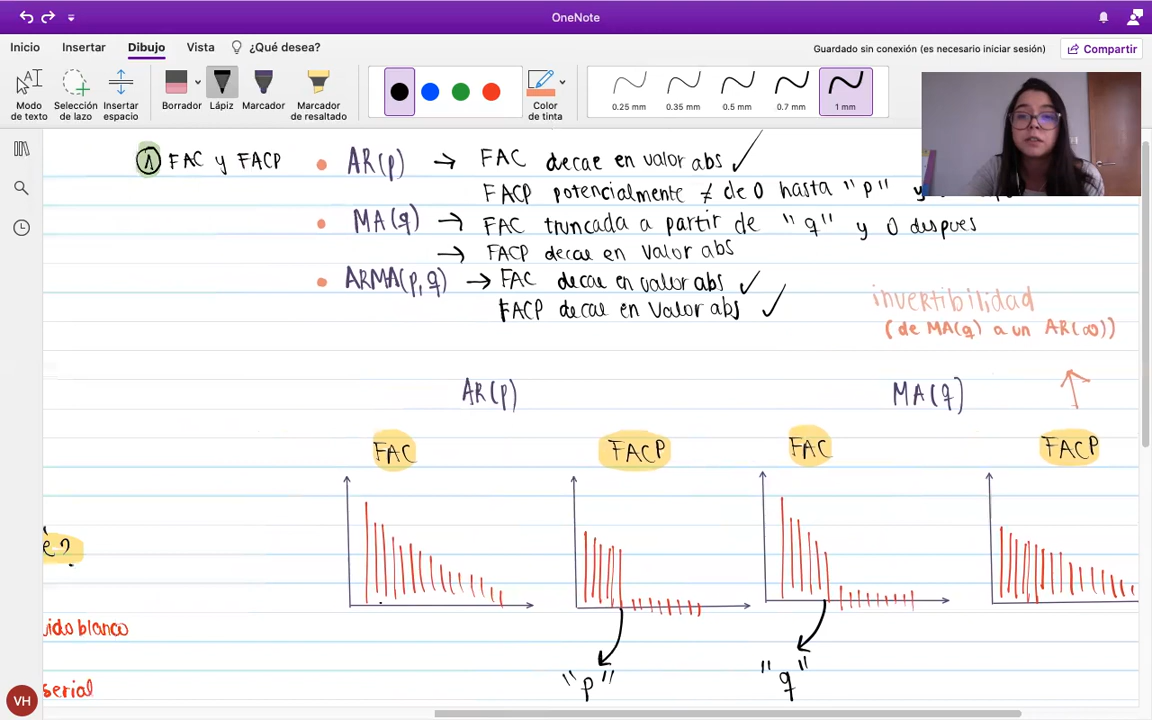 OneNote
Inicio Insertar Dibujo Vista ¿Qué desea?
Guardado sin conexión (es necesario iniciar sesión)
Compartir
Modo de texto
Selección de lazo
Insertar espacio
Borrador
Lápiz
Marcador
Marcador de resaltado
Color de tinta
0.25 mm
0.35 mm
0.5 mm
0.7 mm
1 mm
1 FAC y FACP
AR(p) → FAC decae en valor abs ✓
FACP potencialmente ≠ de 0 hasta "p" y
MA(q) → FAC truncada a partir de "q" y 0 despues
→ FACP decae en valor abs
ARMA(p,q) → FAC decae en valor abs ✓
FACP decae en valor abs ✓
invertibilidad
(de MA(q) a un AR(∞))
AR(p)
MA(q)
FAC
FACP
FAC
FACP
é?
uido blanco
serial
"p"
"q"
VH